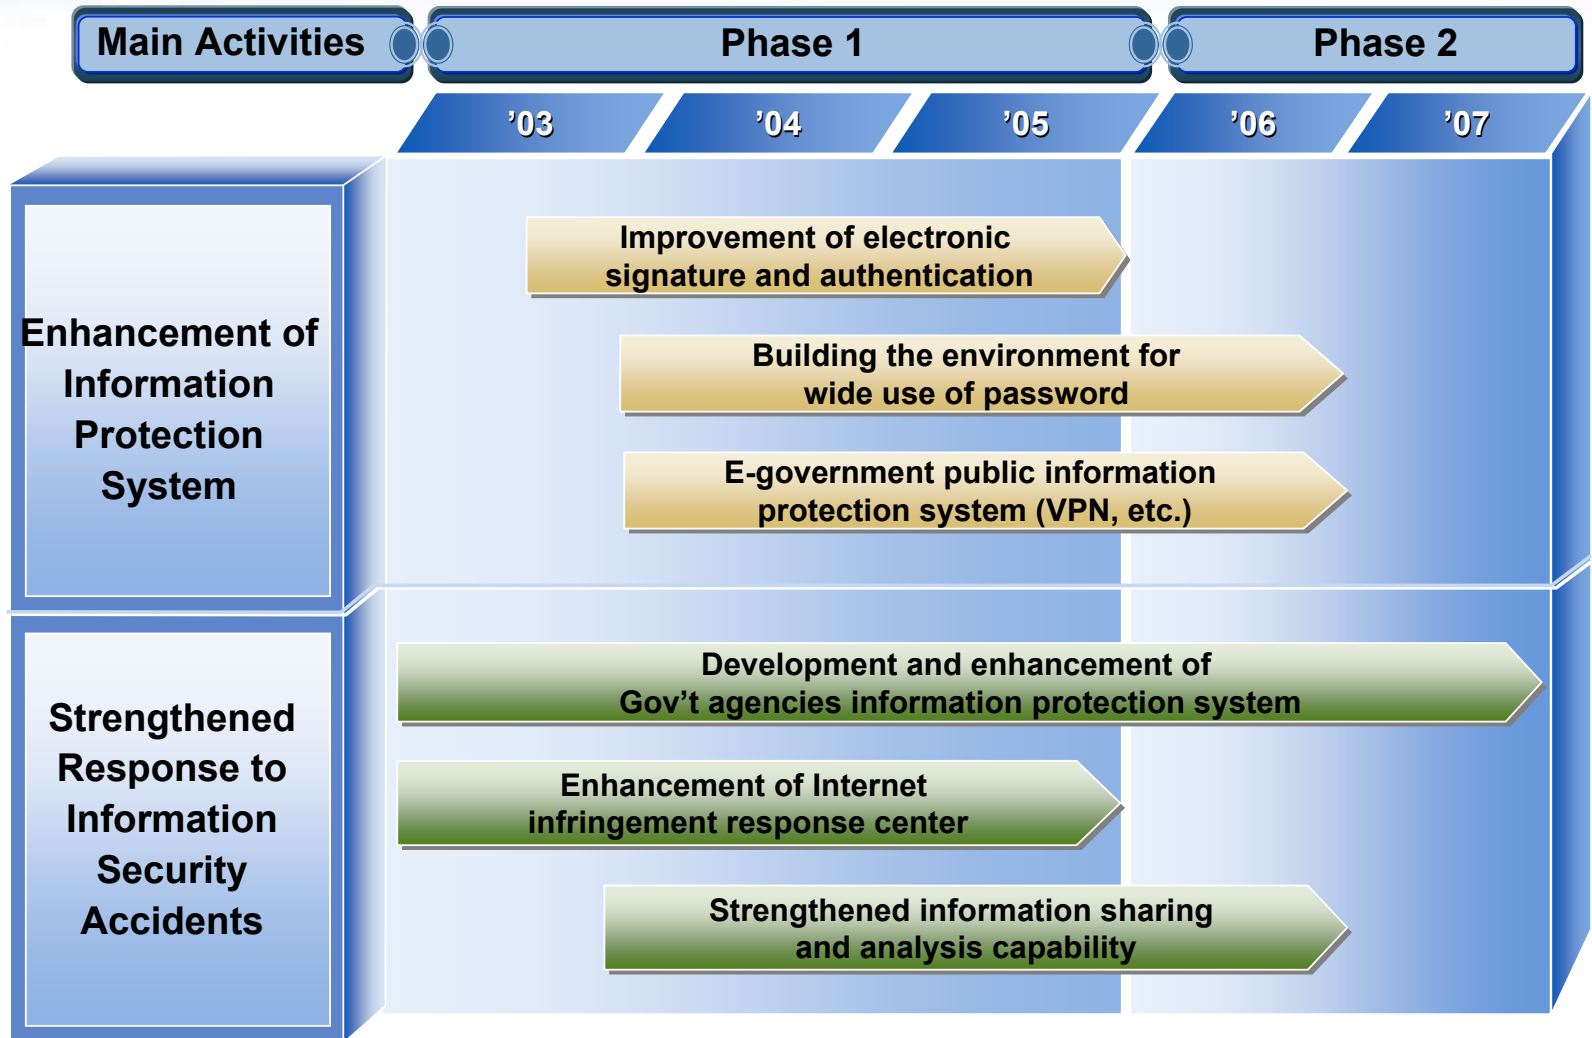 Main Activities
Phase 1
Phase 2
’03
’04
’05
’06
’07
Enhancement of
Information
Protection
System
Improvement of electronic
signature and authentication
Building the environment for
wide use of password
E-government public information
protection system (VPN, etc.)
Strengthened
Response to
Information
Security
Accidents
Development and enhancement of
Gov’t agencies information protection system
Enhancement of Internet
infringement response center
Strengthened information sharing
and analysis capability